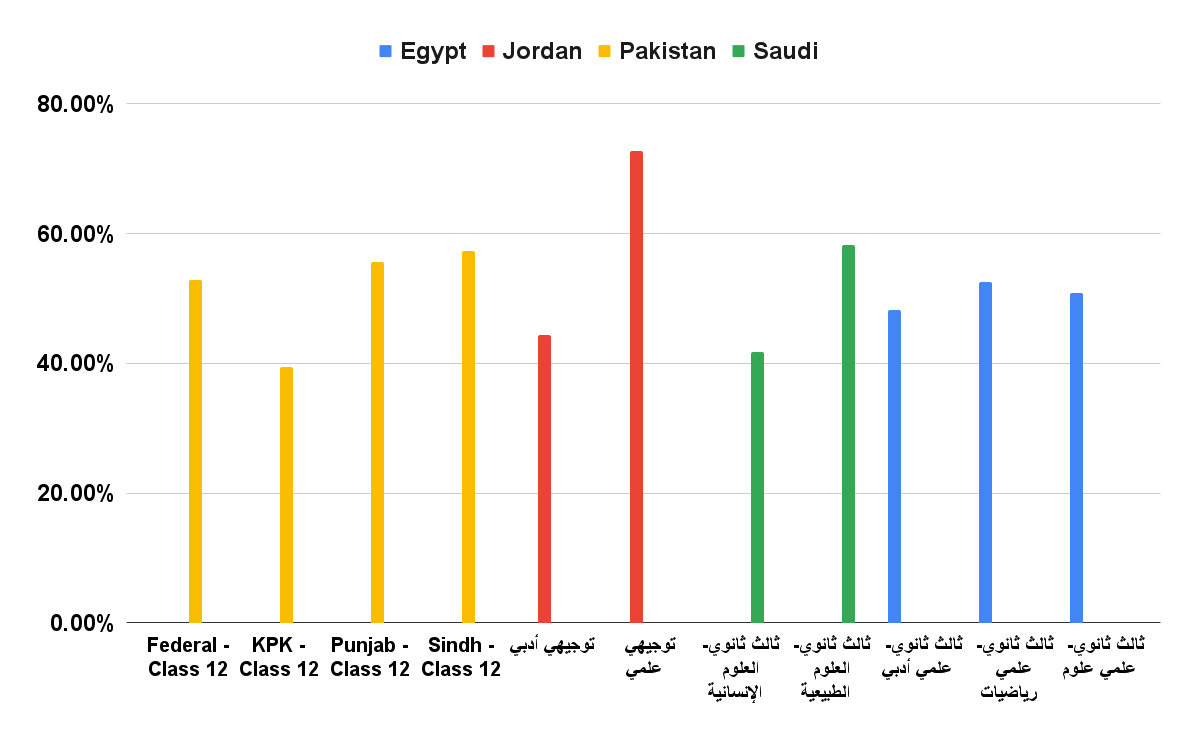 Egypt Jordan Pakistan Saudi
80.00%
60.00%
40.00%
20.00%
0.00%
Federal -
Class 12
KPK -
Class 12
Punjab -
Class 12
Sindh -
Class 12
توجيهي أدبي
توجيهي
علمي
ثالث ثانوي-
العلوم
الإنسانية
ثالث ثانوي-
العلوم
الطبيعية
ثالث ثانوي-
علمي أدبي
ثالث ثانوي-
علمي
رياضيات
ثالث ثانوي-
علمي علوم